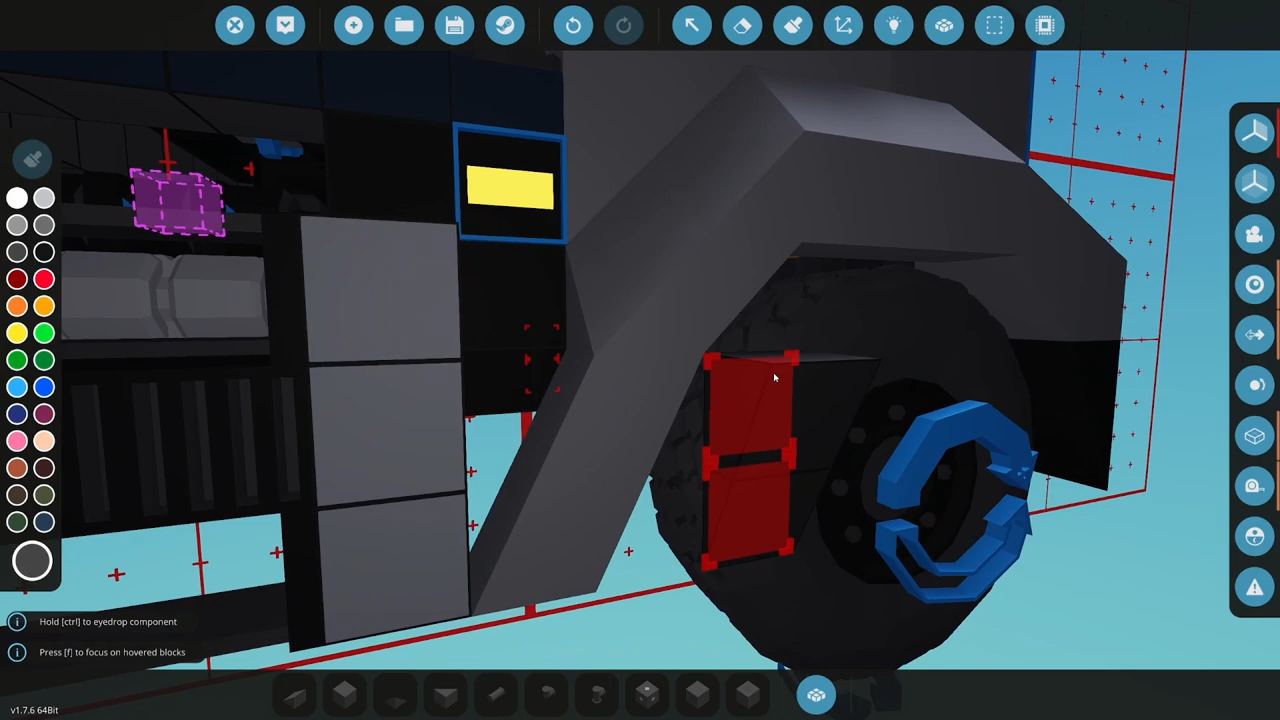 Hold [ctrl] to eyedrop component
Press [f] to focus on hovered blocks
v1.7.6 64Bit